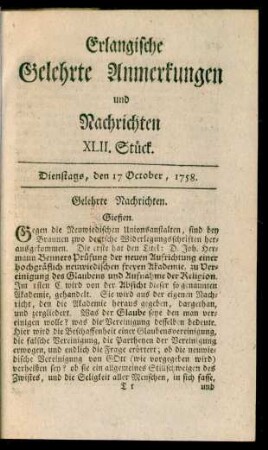 Erlangische
Gelehrte Anmerkungen
und
Nachrichten
XLII. Stück.
Dienstags, den 17 October, 1758.
Gelehrte Nachrichten.
Giessen.
Gegen die Neuwiedischen Unionsanstalten, sind bey
Braunen zwo deutsche Widerlegungsschriften her-
ausgekommen. Die erste hat den Titel: D. Joh. Her-
mann Benners Prüfung der neuen Aufrichtung einer
hochgräflich neuwiedischen freyen Akademie, zu Ver-
einigung des Glaubens und Aufnahme der Religion.
Im 1sten C. wird von der Absicht dieser so genannten
Akademie, gehandelt. Sie wird aus der eigenen Nach-
richt, den die Akademie heraus gegeben, dargethan,
und zergliedert. Was der Glaube seye den man ver-
einigen wolle? was die Vereinigung desselben bedeute.
Hier wird die Beschaffenheit einer Glaubensvereinigung,
die falsche Vereinigung, die Partheyen der Vereinigung
erwogen, und endlich die Frage erörtert; ob die neuwie-
dische Vereinigung von GOtt (wie vorgegeben wird)
verheisen sey? ob sie ein allgemeines Stillschweigen des
Zwistes, und die Seligkeit aller Menschen, in sich fasse,
T t
und